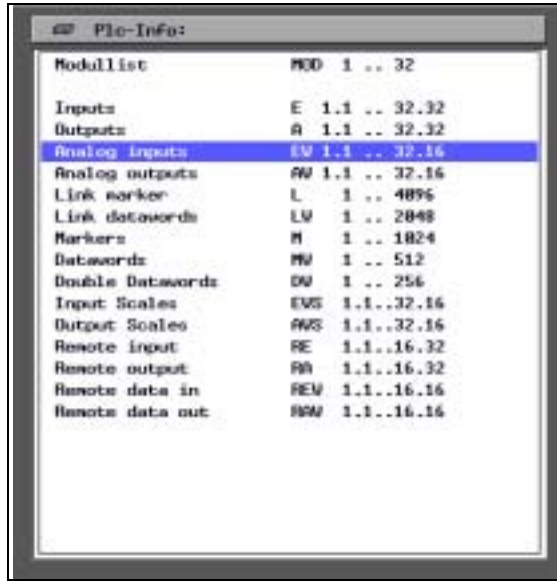 Plc-Info:
Modullist MOD 1 .. 32
Inputs E 1.1 .. 32.32
Outputs A 1.1 .. 32.32
Analog inputs EW 1.1 .. 32.16
Analog outputs AW 1.1 .. 32.16
Link marker L 1 .. 4096
Link datawords LW 1 .. 2048
Markers M 1 .. 1024
Datawords MW 1 .. 512
Double Datawords DW 1 .. 256
Input Scales EWS 1.1..32.16
Output Scales AWS 1.1..32.16
Remote input RE 1.1..16.32
Remote output RA 1.1..16.32
Remote data in REW 1.1..16.16
Remote data out RAW 1.1..16.16